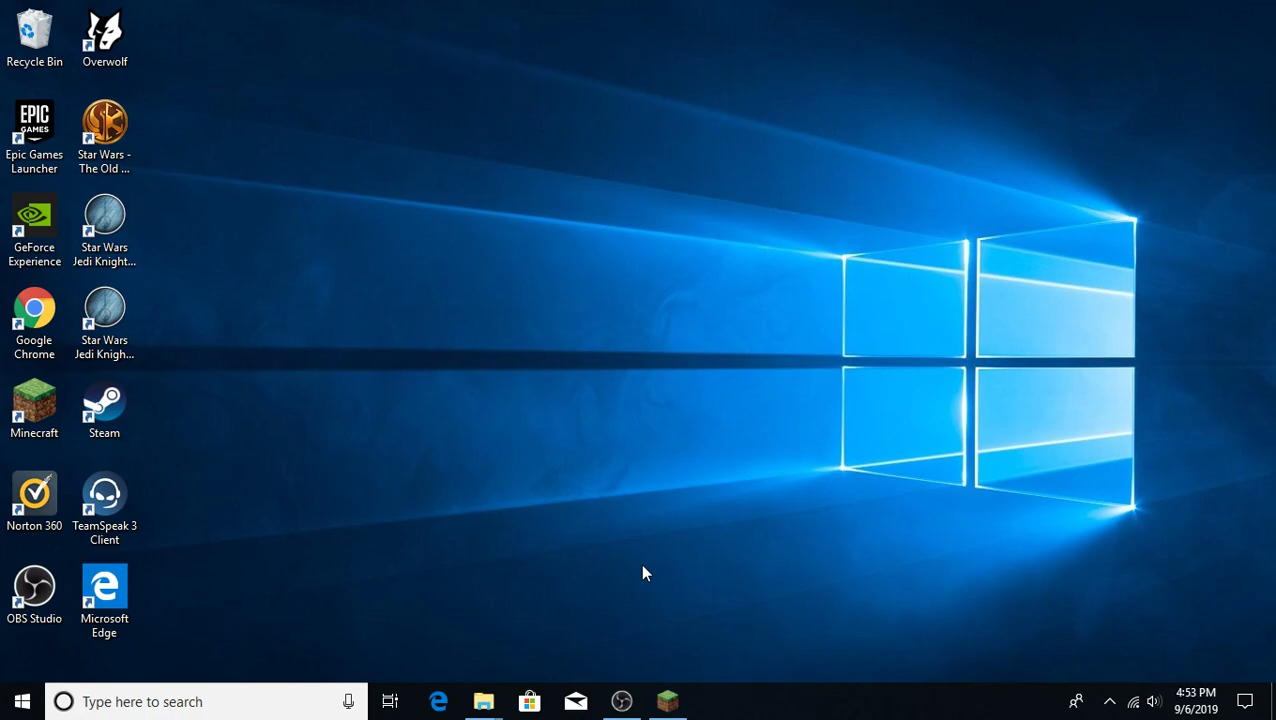 Recycle Bin
Overwolf
EPIC
GAMES
Epic Games
Launcher
Star Wars -
The Old ...
GeForce
Experience
Star Wars
Jedi Knight...
Google
Chrome
Star Wars
Jedi Knigh...
Minecraft
Steam
Norton 360
TeamSpeak 3
Client
OBS Studio
Microsoft
Edge
Type here to search
4:53 PM
9/6/2019